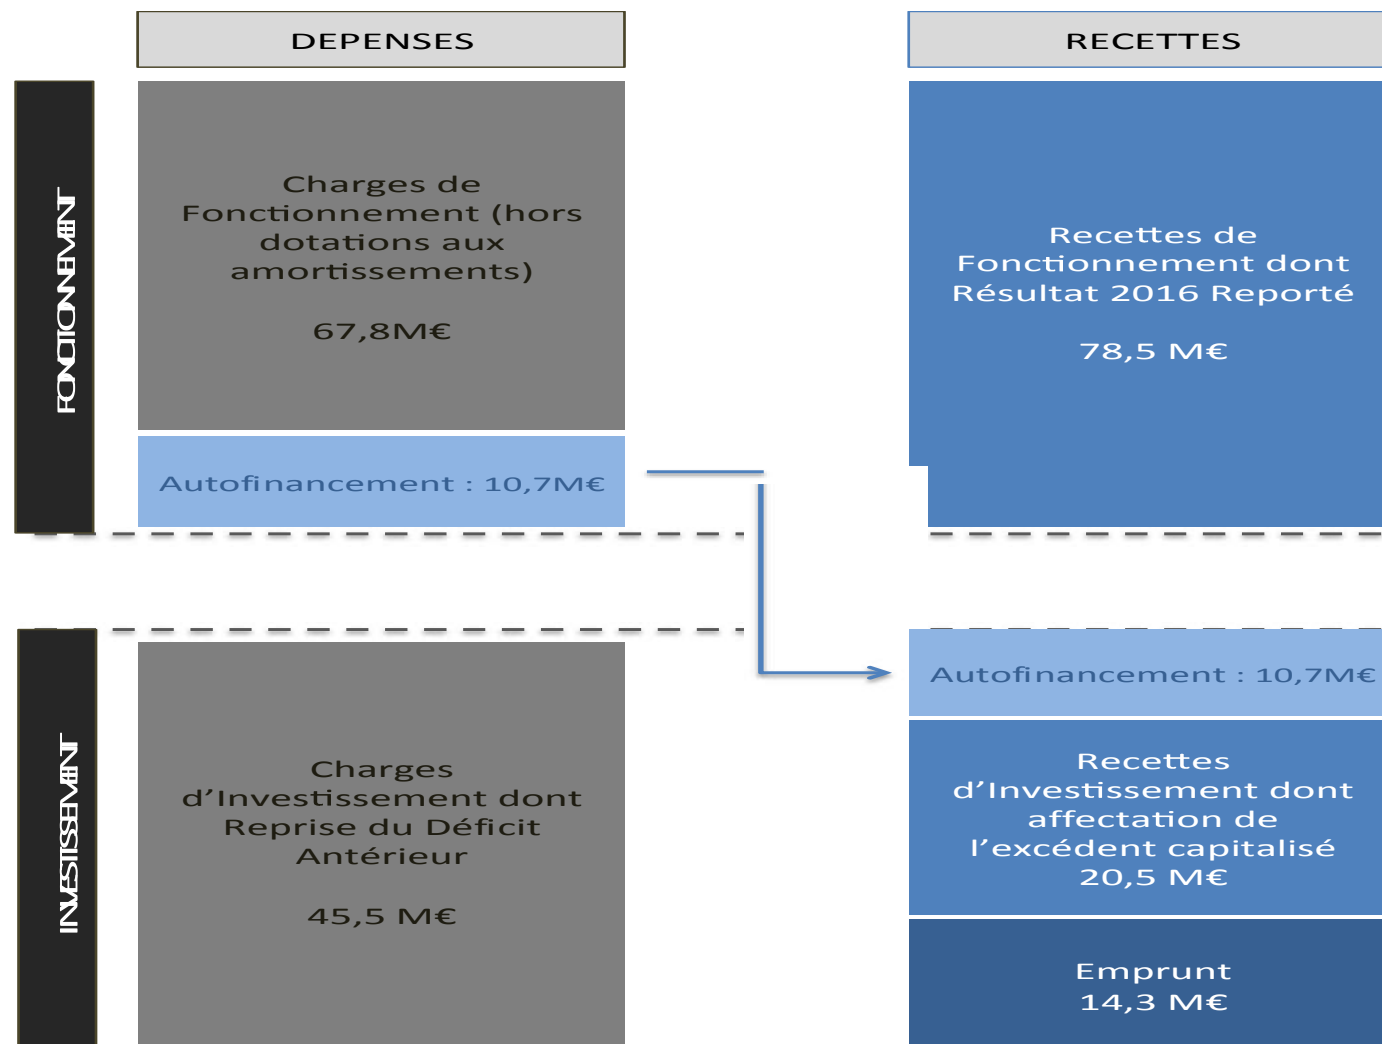 DEPENSES
RECETTES
FONCTIONNEMENT
Charges de
Fonctionnement (hors
dotations aux
amortissements)
67,8M€
Recettes de
Fonctionnement dont
Résultat 2016 Reporté
78,5 M€
Autofinancement : 10,7M€
INVESTISSEMENT
Charges
d’Investissement dont
Reprise du Déficit
Antérieur
45,5 M€
Autofinancement : 10,7M€
Recettes
d’Investissement dont
affectation de
l’excédent capitalisé
20,5 M€
Emprunt
14,3 M€